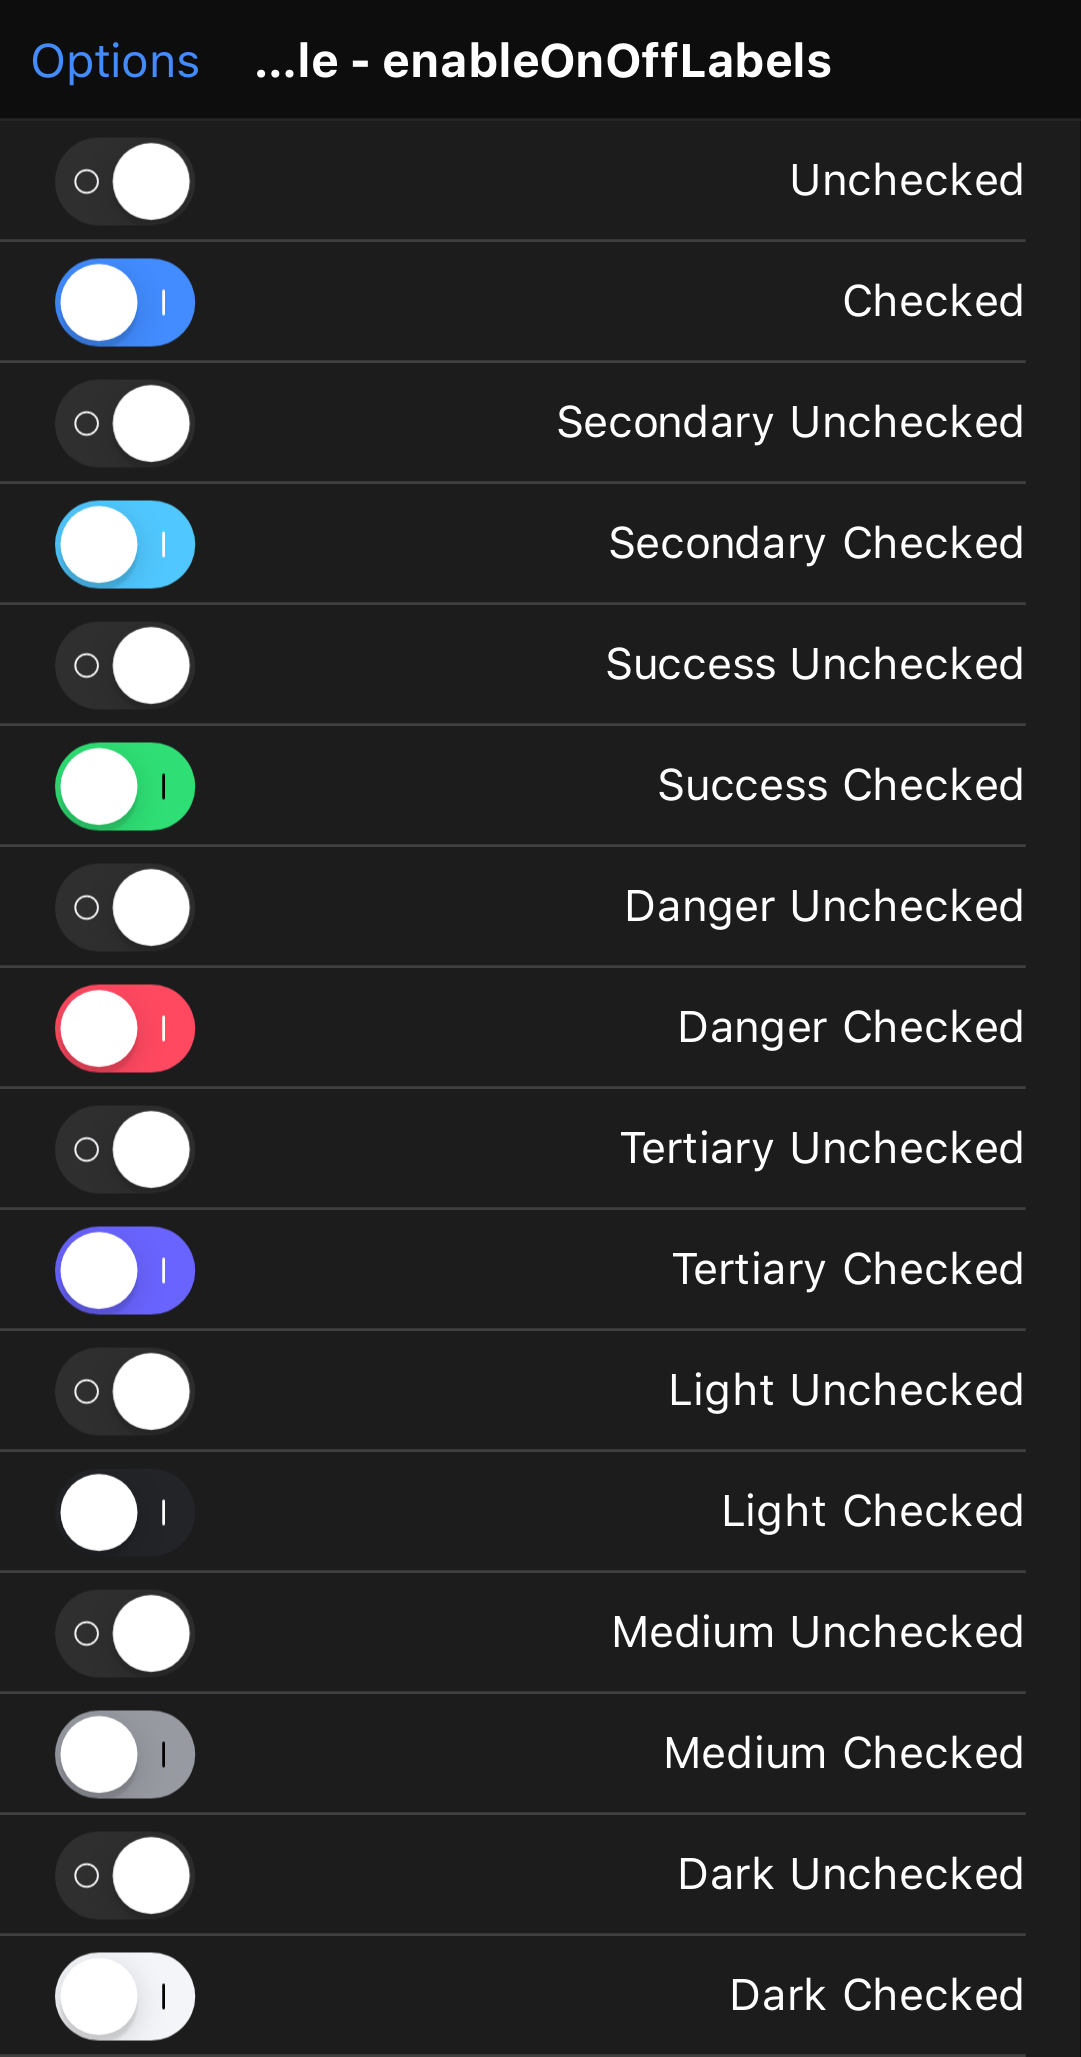 Options
...le - enableOnOffLabels
Unchecked
Checked
Secondary Unchecked
Secondary Checked
Success Unchecked
Success Checked
Danger Unchecked
Danger Checked
Tertiary Unchecked
Tertiary Checked
Light Unchecked
Light Checked
Medium Unchecked
Medium Checked
Dark Unchecked
Dark Checked